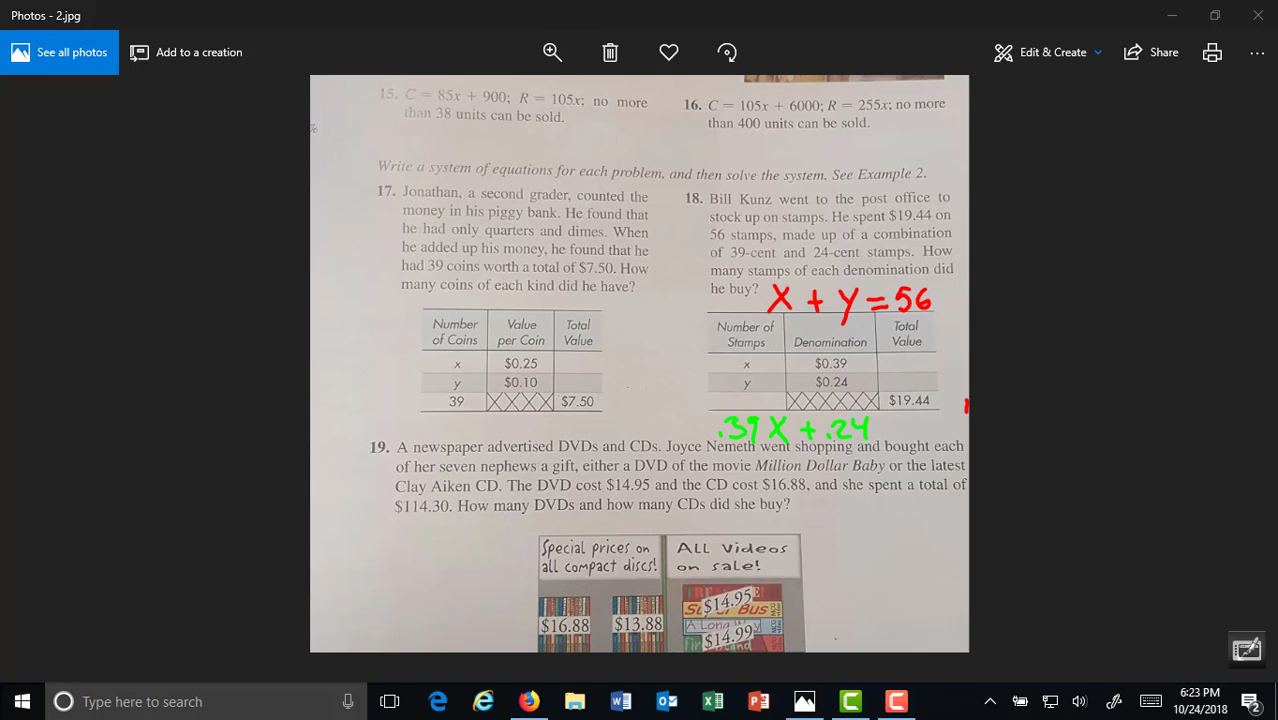 Photos - 2.jpg
See all photos
Add to a creation
Edit & Create
Share
15. C = 85x + 900; R = 105x; no more
than 38 units can be sold.
16. C = 105x + 6000; R = 255x; no more
than 400 units can be sold.
Write a system of equations for each problem, and then solve the system. See Example 2.
17. Jonathan, a second grader, counted the
money in his piggy bank. He found that
he had only quarters and dimes. When
he added up his money, he found that he
had 39 coins worth a total of $7.50. How
many coins of each kind did he have?
Number of Coins Value per Coin Total Value
x $0.25
y $0.10
39 $7.50
18. Bill Kunz went to the post office to
stock up on stamps. He spent $19.44 on
56 stamps, made up of a combination
of 39-cent and 24-cent stamps. How
many stamps of each denomination did
he buy?
X + y = 56
Number of Stamps Denomination Total Value
x $0.39
y $0.24
$19.44
.39X + .24
19. A newspaper advertised DVDs and CDs. Joyce Nemeth went shopping and bought each
of her seven nephews a gift, either a DVD of the movie Million Dollar Baby or the latest
Clay Aiken CD. The DVD cost $14.95 and the CD cost $16.88, and she spent a total of
$114.30. How many DVDs and how many CDs did she buy?
Special prices on
all compact discs!
$16.88 $13.88
ALL Videos
on sale!
$14.95
Bus
A Long
$14.99
Type here to search
6:23 PM
10/24/2018
2